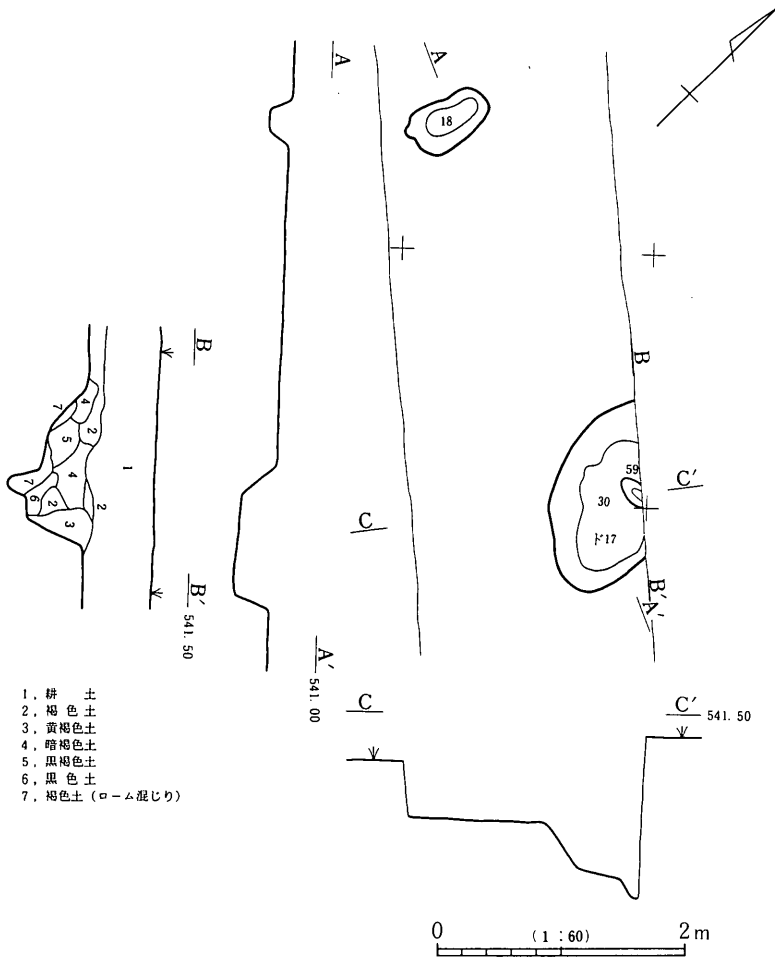 A
A
18
B
B
59
C'
30
C
ド17
B'
B'
A'
541.50
A'
541.00
C
C'
541.50
4
7
2
5
1
4
7
2
6
2
3
1，耕　土
2，褐 色 土
3，黄褐色土
4，暗褐色土
5，黒褐色土
6，黒 色 土
7，褐色土（ローム混じり）
0
(1 : 60)
2 m